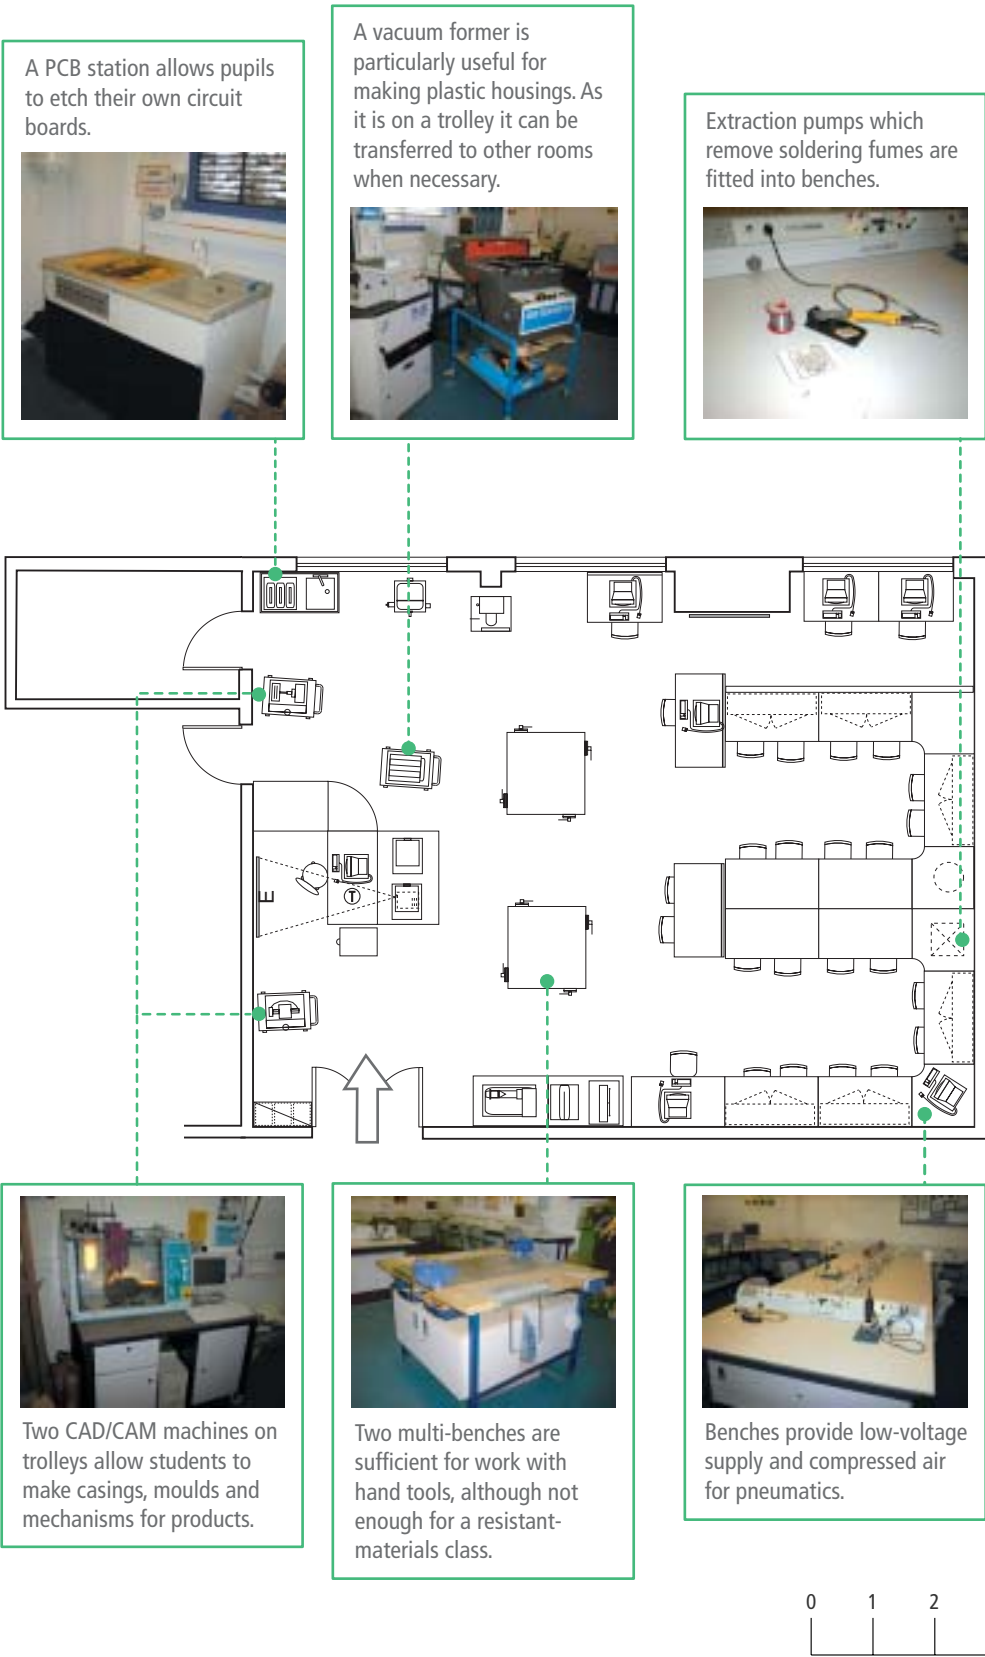 A PCB station allows pupils
to etch their own circuit
boards.
A vacuum former is
particularly useful for
making plastic housings. As
it is on a trolley it can be
transferred to other rooms
when necessary.
Extraction pumps which
remove soldering fumes are
fitted into benches.
E
T
Two CAD/CAM machines on
trolleys allow students to
make casings, moulds and
mechanisms for products.
Two multi-benches are
sufficient for work with
hand tools, although not
enough for a resistant-
materials class.
Benches provide low-voltage
supply and compressed air
for pneumatics.
0 1 2